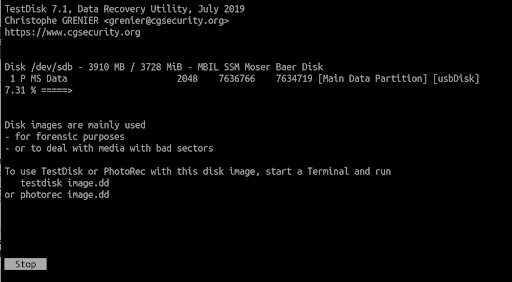 TestDisk 7.1, Data Recovery Utility, July 2019
Christophe GRENIER <grenier@cgsecurity.org>
https://www.cgsecurity.org
Disk /dev/sdb - 3910 MB / 3728 MiB - MBIL SSM Moser Baer Disk
1 P MS Data 2048 7636766 7634719 [Main Data Partition] [usbDisk]
7.31 % =====>
Disk images are mainly used
- for forensic purposes
- or to deal with media with bad sectors
To use TestDisk or PhotoRec with this disk image, start a Terminal and run
testdisk image.dd
or photorec image.dd
Stop